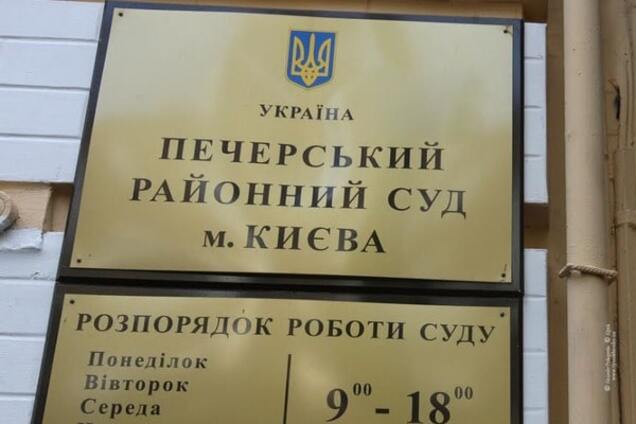 УКРАЇНА
ПЕЧЕРСЬКИЙ
РАЙОННИЙ СУД
м. КИЄВА
РОЗПОРЯДОК РОБОТИ СУДУ
Понеділок
Вівторок
Середа
9⁰⁰ - 18⁰⁰